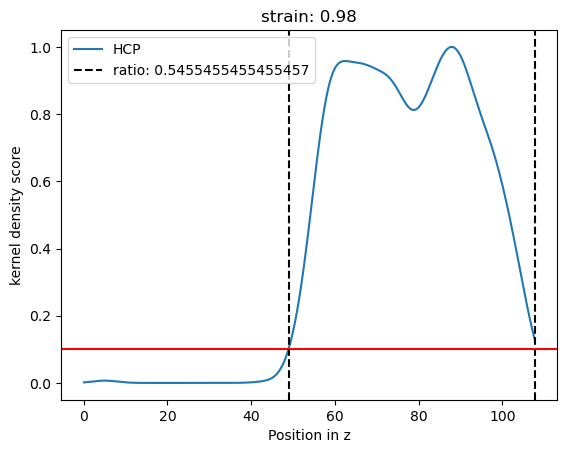 strain: 0.98
HCP
ratio: 0.5455455455455457
kernel density score
1.0
0.8
0.6
0.4
0.2
0.0
0 20 40 60 80 100
Position in z